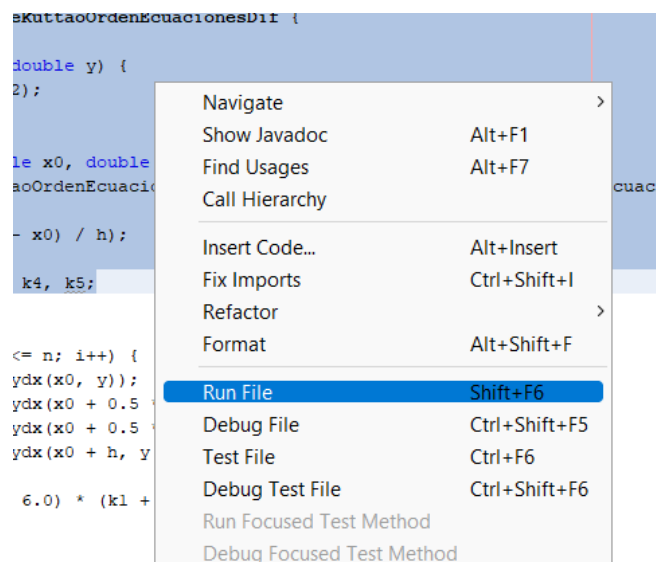 eKuttaoOrdenEcuacionesDif {
double y) {
2);
le x0, double
aoOrdenEcuacio
cuac
- x0) / h);
k4, k5;
<= n; i++) {
ydx(x0, y));
ydx(x0 + 0.5 *
ydx(x0 + 0.5 *
ydx(x0 + h, y
6.0) * (k1 +
Navigate >
Show Javadoc Alt+F1
Find Usages Alt+F7
Call Hierarchy
Insert Code... Alt+Insert
Fix Imports Ctrl+Shift+I
Refactor >
Format Alt+Shift+F
Run File Shift+F6
Debug File Ctrl+Shift+F5
Test File Ctrl+F6
Debug Test File Ctrl+Shift+F6
Run Focused Test Method
Debug Focused Test Method